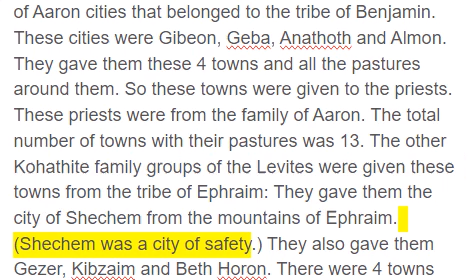 of Aaron cities that belonged to the tribe of Benjamin.
These cities were Gibeon, Geba, Anathoth and Almon.
They gave them these 4 towns and all the pastures
around them. So these towns were given to the priests.
These priests were from the family of Aaron. The total
number of towns with their pastures was 13. The other
Kohathite family groups of the Levites were given these
towns from the tribe of Ephraim: They gave them the
city of Shechem from the mountains of Ephraim.
(Shechem was a city of safety.) They also gave them
Gezer, Kibzaim and Beth Horon. There were 4 towns